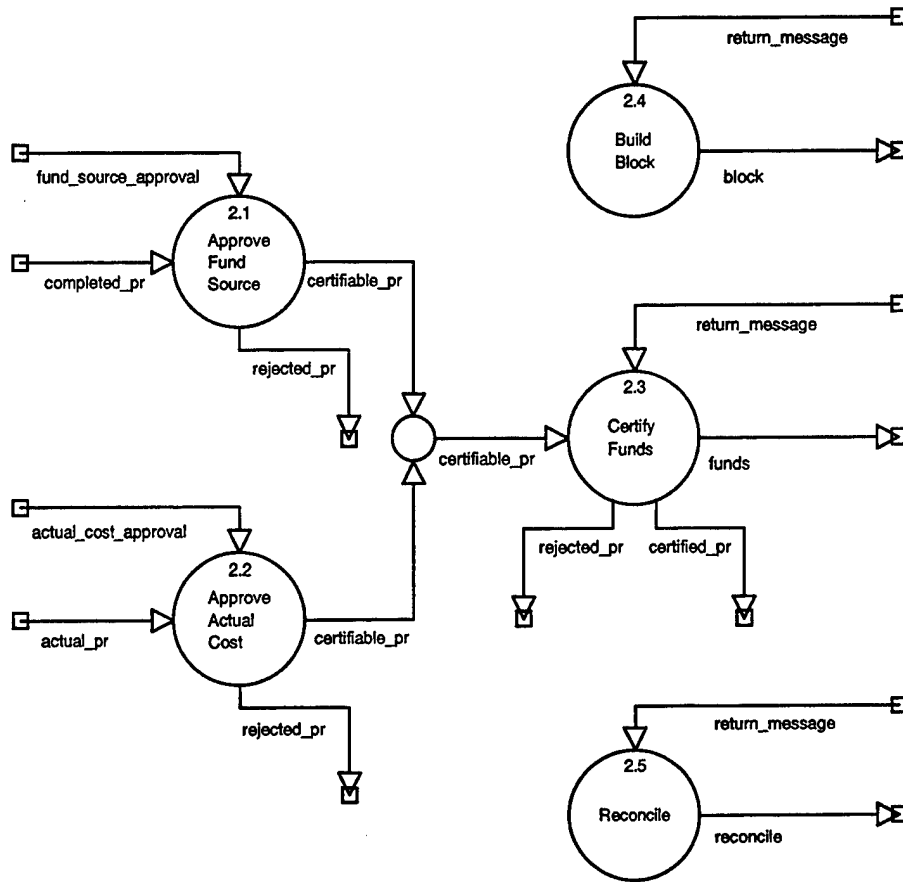 return_message
2.4
Build
Block
block
fund_source_approval
2.1
Approve
Fund
Source
completed_pr
certifiable_pr
rejected_pr
return_message
2.3
Certify
Funds
certifiable_pr
funds
rejected_pr
certified_pr
actual_cost_approval
2.2
Approve
Actual
Cost
actual_pr
certifiable_pr
rejected_pr
return_message
2.5
Reconcile
reconcile